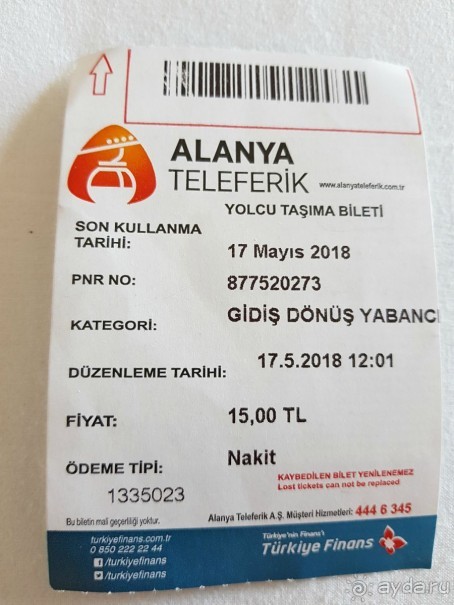 ALANYA
TELEFERİK www.alanyateleferik.com.tr
YOLCU TAŞIMA BİLETİ
SON KULLANMA
TARİHİ: 17 Mayıs 2018
PNR NO: 877520273
KATEGORİ: GİDİŞ DÖNÜŞ YABANCI
DÜZENLEME TARİHİ: 17.5.2018 12:01
FİYAT: 15,00 TL
ÖDEME TİPİ: Nakit
KAYBEDİLEN BİLET YENİLENEMEZ
Lost tickets can not be replaced
1335023
Bu biletin mali geçerliliği yoktur.
Alanya Teleferik A.Ş. Müşteri Hizmetleri: 444 6 345
turkiyefinans.com.tr
0 850 222 22 44
/turkiyefinans
/turkiyefinans
Türkiye'nin Finans'ı
Türkiye Finans
ayda.ru